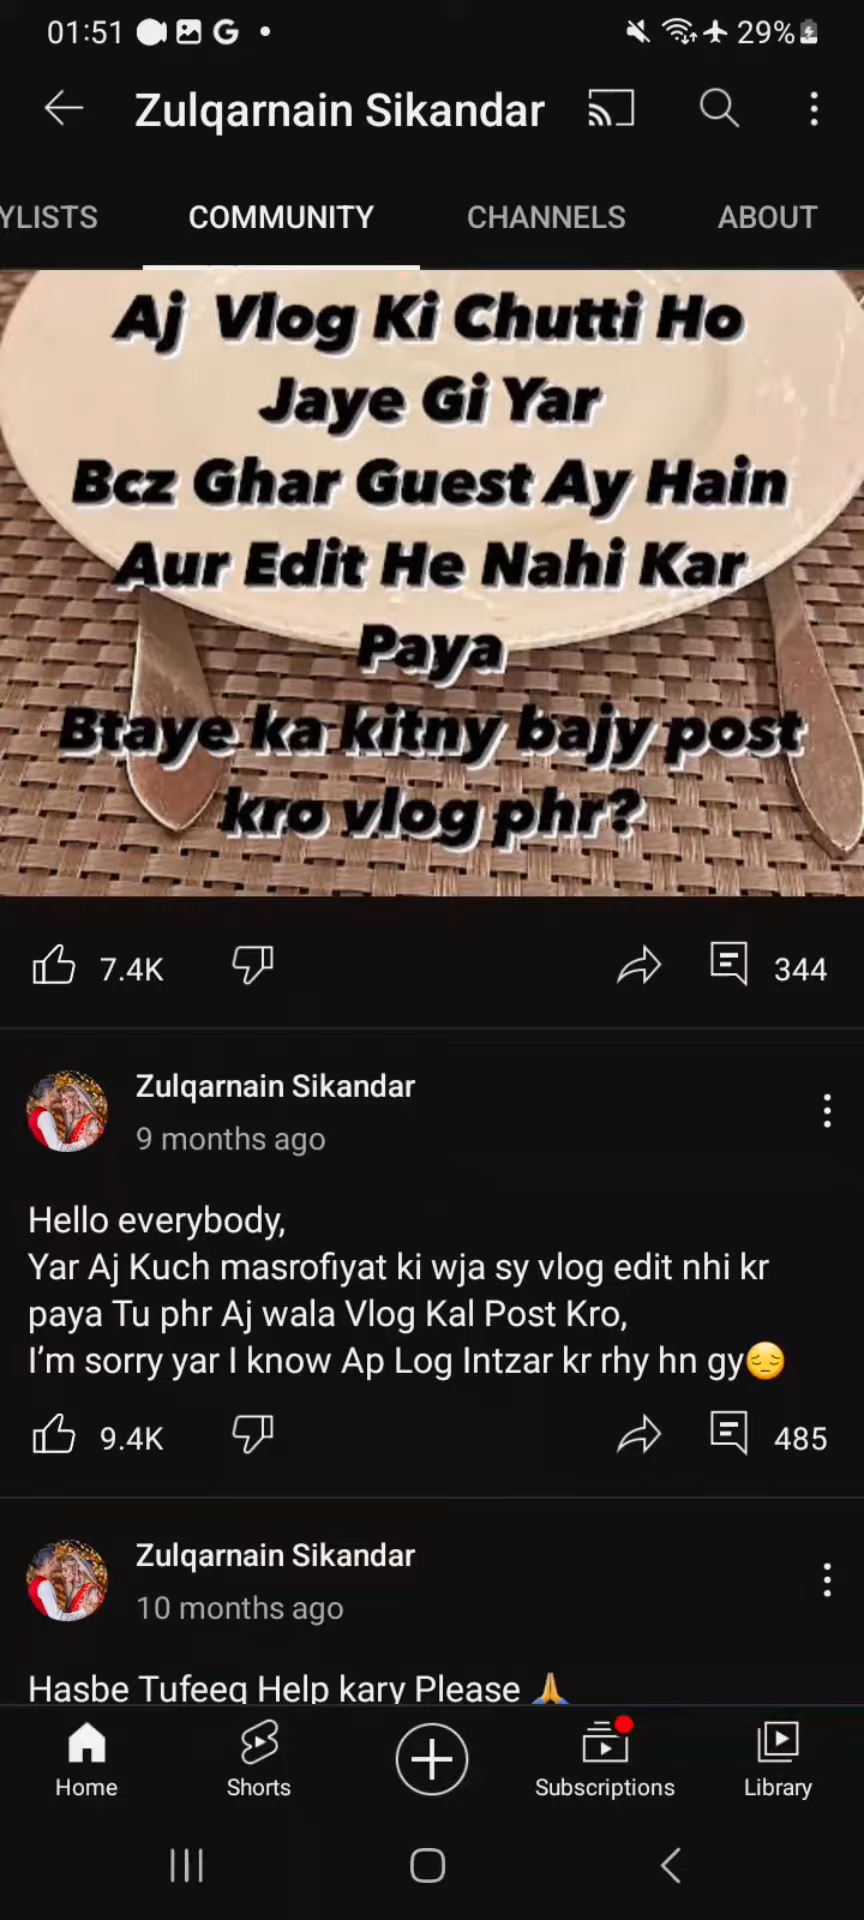 01:51 G 29%
Zulqarnain Sikandar
YLISTS COMMUNITY CHANNELS ABOUT
Aj Vlog Ki Chutti Ho
Jaye Gi Yar
Bcz Ghar Guest Ay Hain
Aur Edit He Nahi Kar
Paya
Btaye ka kitny bajy post
kro vlog phr?
7.4K 344
Zulqarnain Sikandar
9 months ago
Hello everybody,
Yar Aj Kuch masrofiyat ki wja sy vlog edit nhi kr
paya Tu phr Aj wala Vlog Kal Post Kro,
I’m sorry yar I know Ap Log Intzar kr rhy hn gy😔
9.4K 485
Zulqarnain Sikandar
10 months ago
Hasbe Tufeeq Help kary Please 🙏
Home Shorts Subscriptions Library